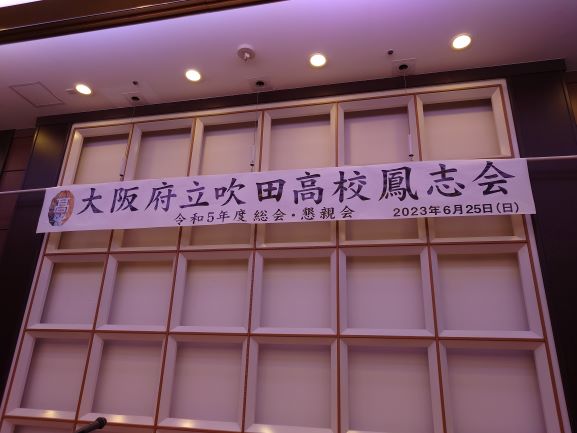 高
大阪府立吹田高校鳳志会
令和5年度 総会・懇親会 2023年6月25日(日)